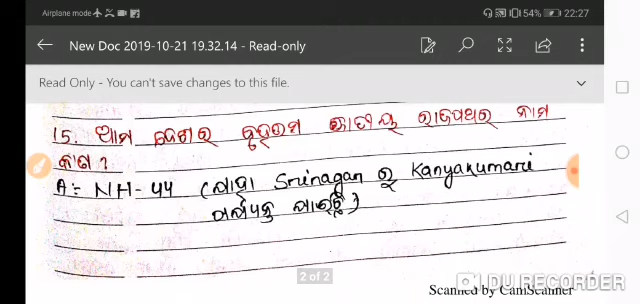 Airplane mode 54% 22:27
New Doc 2019-10-21 19.32.14 - Read-only
Read Only - You can't save changes to this file.
15. ଆମ ଦେଶର ବୃହତ୍ତମ ଜାତୀୟ ରାଜପଥର ନାମ
କ'ଣ ?
A:- NH-44 (ଯାହା Srinagar ରୁ Kanyakumari
ପର୍ଯ୍ୟନ୍ତ ଯାଇଛି)
2 of 2
DU RECORDER
Scanned by CamScanner